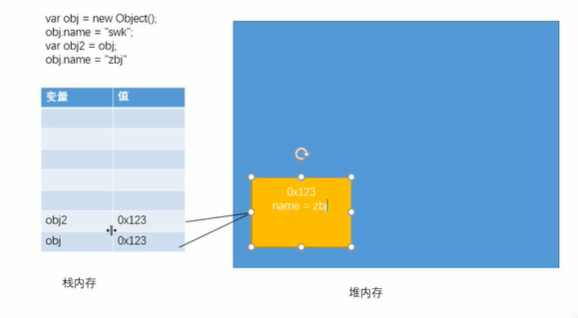 var obj = new Object();
obj.name = "swk";
var obj2 = obj;
obj.name = "zbj"
变量 值
obj2 0x123
obj 0x123
栈内存
0x123
name = zbj
堆内存